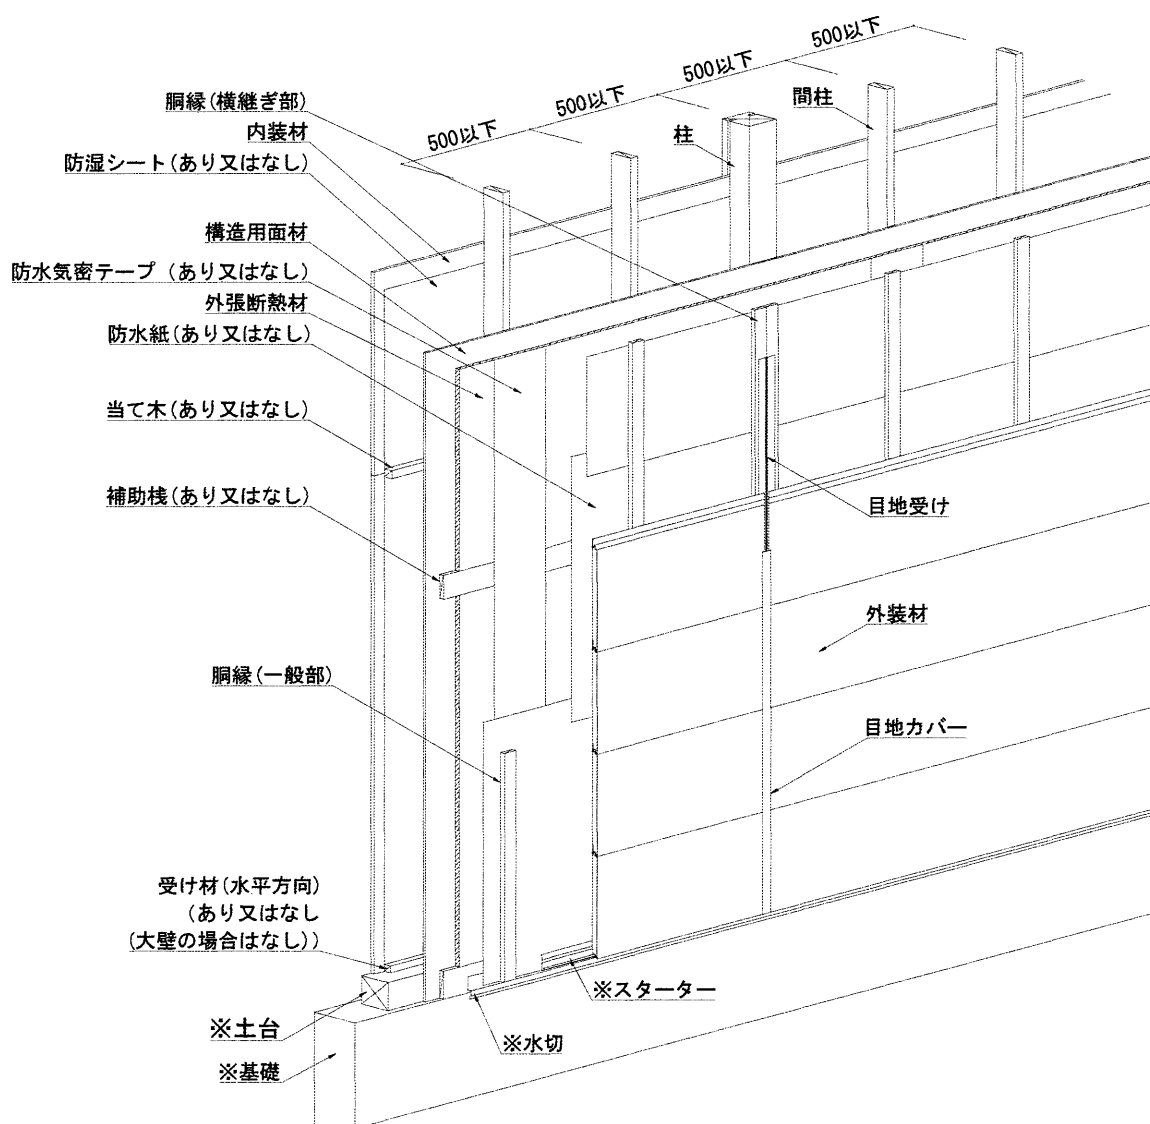 500以下
500以下
500以下
500以下
胴縁(横継ぎ部)
内装材
防湿シート(あり又はなし)
間柱
柱
構造用面材
防水気密テープ (あり又はなし)
外張断熱材
防水紙(あり又はなし)
当て木(あり又はなし)
補助桟(あり又はなし)
目地受け
外装材
胴縁(一般部)
目地カバー
受け材(水平方向)
(あり又はなし
(大壁の場合はなし))
※スターター
※土台
※水切
※基礎